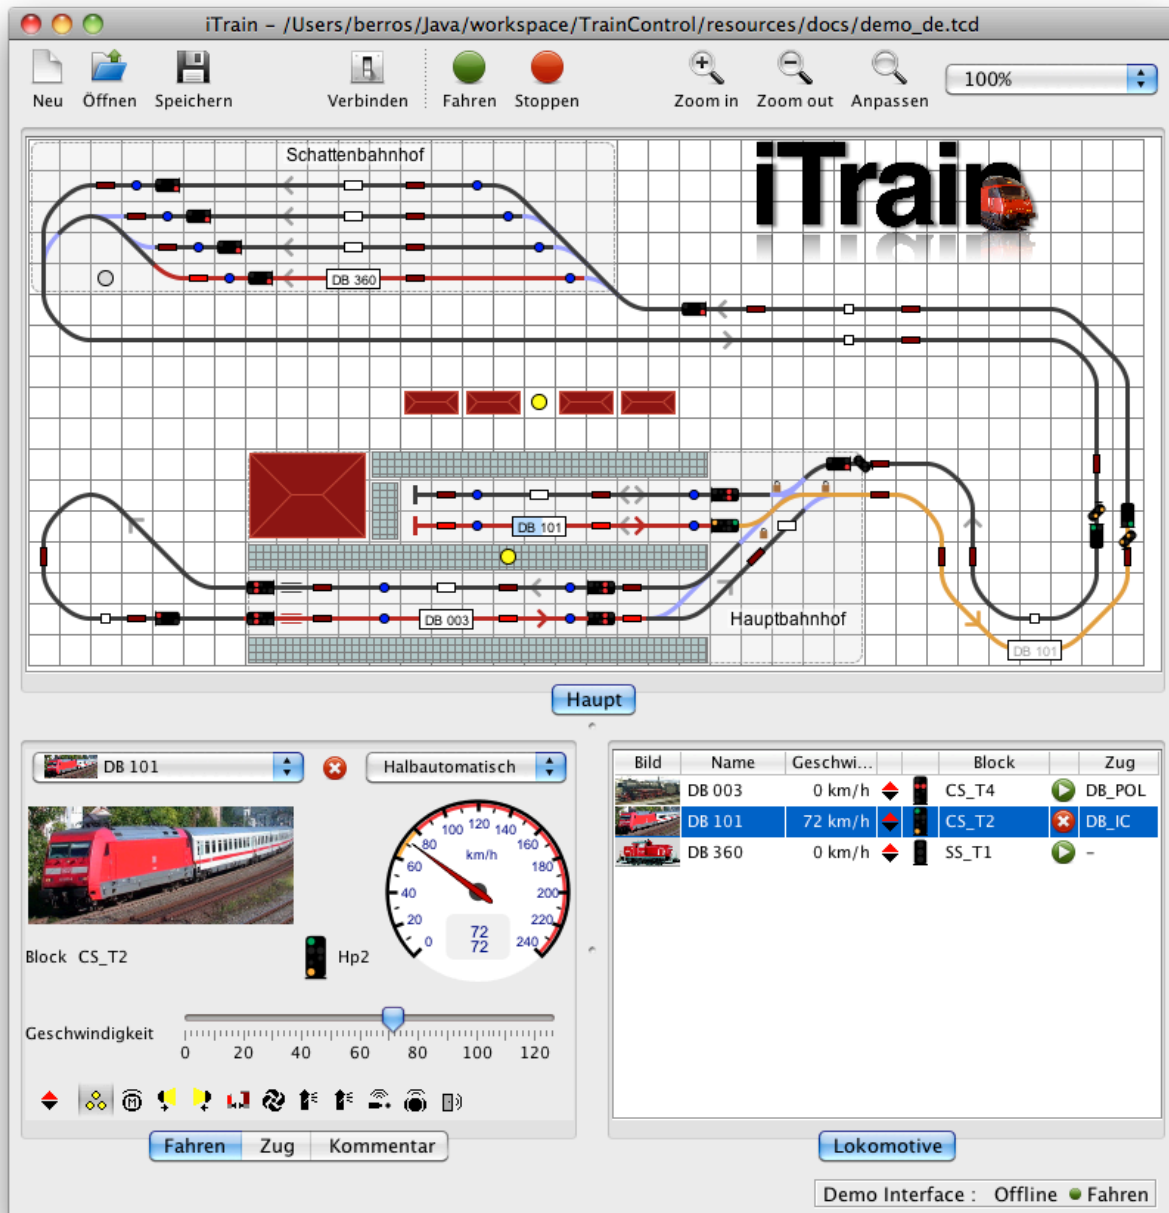 iTrain – /Users/berros/Java/workspace/TrainControl/resources/docs/demo_de.tcd
Neu Öffnen Speichern Verbinden Fahren Stoppen Zoom in Zoom out Anpassen 100%
Schattenbahnhof
iTrain
DB 360
DB 101
DB 003
Hauptbahnhof
DB 101
Haupt
DB 101 Halbautomatisch
km/h
0 20 40 60 80 100 120 140 160 180 200 220 240
72
72
Block CS_T2 Hp2
Geschwindigkeit
0 20 40 60 80 100 120
Fahren Zug Kommentar
Bild Name Geschwi... Block Zug
DB 003 0 km/h CS_T4 DB_POL
DB 101 72 km/h CS_T2 DB_IC
DB 360 0 km/h SS_T1 –
Lokomotive
Demo Interface : Offline Fahren